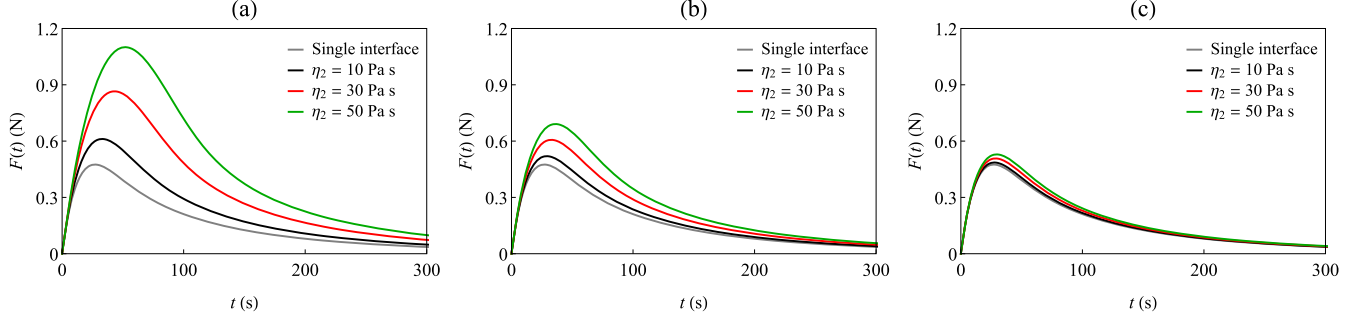 (a)
1.2
0.9
0.6
0.3
0
F(t) (N)
Single interface
η₂ = 10 Pa s
η₂ = 30 Pa s
η₂ = 50 Pa s
0 100 200 300
t (s)
(b)
1.2
0.9
0.6
0.3
0
F(t) (N)
Single interface
η₂ = 10 Pa s
η₂ = 30 Pa s
η₂ = 50 Pa s
0 100 200 300
t (s)
(c)
1.2
0.9
0.6
0.3
0
F(t) (N)
Single interface
η₂ = 10 Pa s
η₂ = 30 Pa s
η₂ = 50 Pa s
0 100 200 300
t (s)